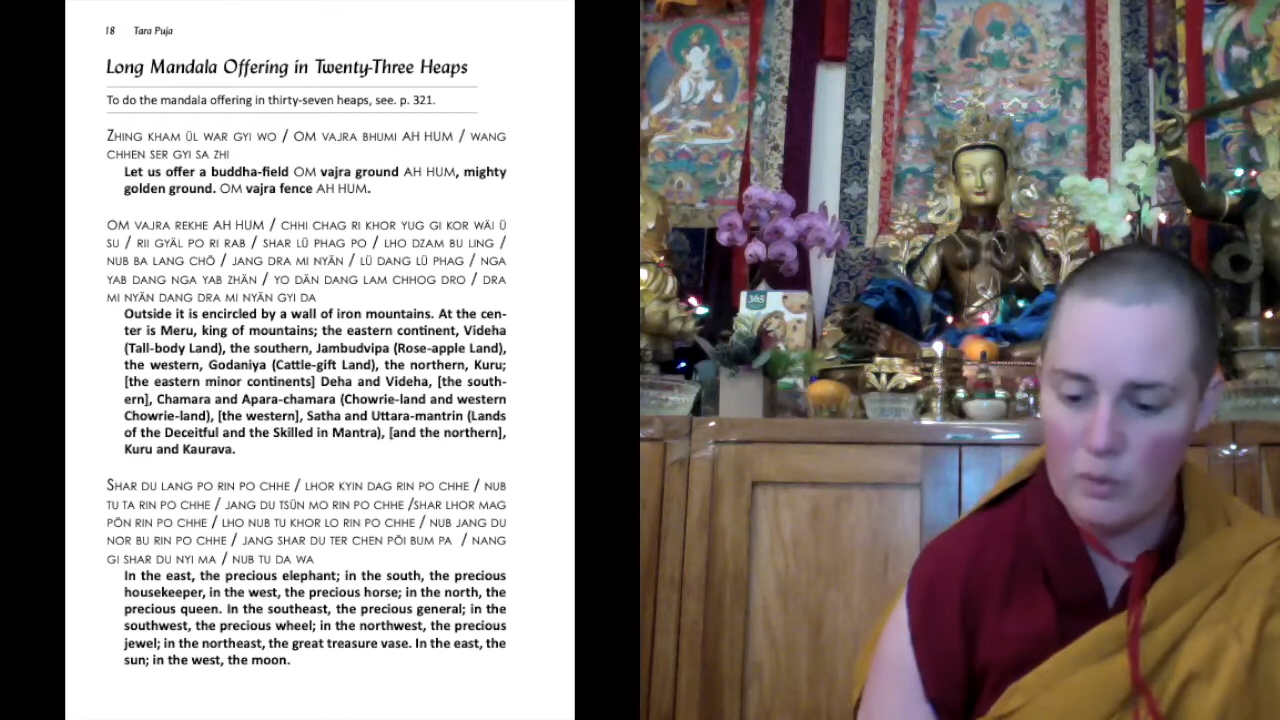 18 Tara Puja
Long Mandala Offering in Twenty-Three Heaps
To do the mandala offering in thirty-seven heaps, see. p. 321.
ZHING KHAM ÜL WAR GYI WO / OM VAJRA BHUMI AH HUM / WANG
CHHEN SER GYI SA ZHI
Let us offer a buddha-field OM vajra ground AH HUM, mighty
golden ground. OM vajra fence AH HUM.
OM VAJRA REKHE AH HUM / CHHI CHAG RI KHOR YUG GI KOR WÄI Ü
SU / RII GYÄL PO RI RAB / SHAR LÜ PHAG PO / LHO DZAM BU LING /
NUB BA LANG CHÖ / JANG DRA MI NYÄN / LÜ DANG LÜ PHAG / NGA
YAB DANG NGA YAB ZHÄN / YO DÄN DANG LAM CHHOG DRO / DRA
MI NYÄN DANG DRA MI NYÄN GYI DA
Outside it is encircled by a wall of iron mountains. At the cen-
ter is Meru, king of mountains; the eastern continent, Videha
(Tall-body Land), the southern, Jambudvipa (Rose-apple Land),
the western, Godaniya (Cattle-gift Land), the northern, Kuru;
[the eastern minor continents] Deha and Videha, [the south-
ern], Chamara and Apara-chamara (Chowrie-land and western
Chowrie-land), [the western], Satha and Uttara-mantrin (Lands
of the Deceitful and the Skilled in Mantra), [and the northern],
Kuru and Kaurava.
SHAR DU LANG PO RIN PO CHHE / LHOR KYIN DAG RIN PO CHHE / NUB
TU TA RIN PO CHHE / JANG DU TSÜN MO RIN PO CHHE /SHAR LHOR MAG
PÖN RIN PO CHHE / LHO NUB TU KHOR LO RIN PO CHHE / NUB JANG DU
NOR BU RIN PO CHHE / JANG SHAR DU TER CHEN PÖI BUM PA / NANG
GI SHAR DU NYI MA / NUB TU DA WA
In the east, the precious elephant; in the south, the precious
housekeeper, in the west, the precious horse; in the north, the
precious queen. In the southeast, the precious general; in the
southwest, the precious wheel; in the northwest, the precious
jewel; in the northeast, the great treasure vase. In the east, the
sun; in the west, the moon.
365